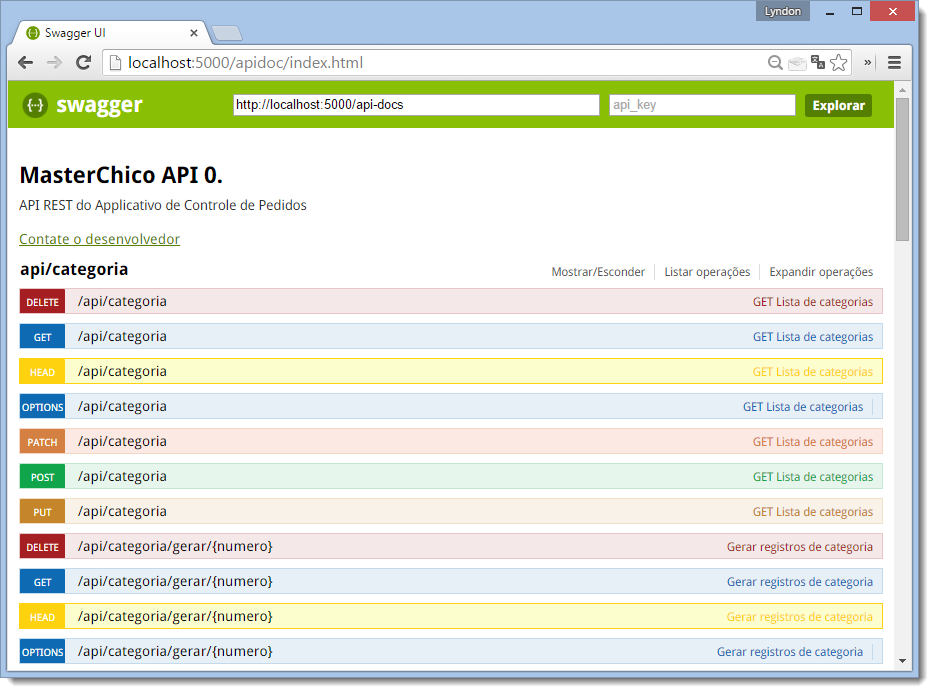 Lyndon
Swagger UI
localhost:5000/apidoc/index.html
swagger
http://localhost:5000/api-docs
api_key
Explorar
MasterChico API 0.
API REST do Applicativo de Controle de Pedidos
Contate o desenvolvedor
api/categoria Mostrar/Esconder Listar operações Expandir operações
DELETE /api/categoria GET Lista de categorias
GET /api/categoria GET Lista de categorias
HEAD /api/categoria GET Lista de categorias
OPTIONS /api/categoria GET Lista de categorias
PATCH /api/categoria GET Lista de categorias
POST /api/categoria GET Lista de categorias
PUT /api/categoria GET Lista de categorias
DELETE /api/categoria/gerar/{numero} Gerar registros de categoria
GET /api/categoria/gerar/{numero} Gerar registros de categoria
HEAD /api/categoria/gerar/{numero} Gerar registros de categoria
OPTIONS /api/categoria/gerar/{numero} Gerar registros de categoria